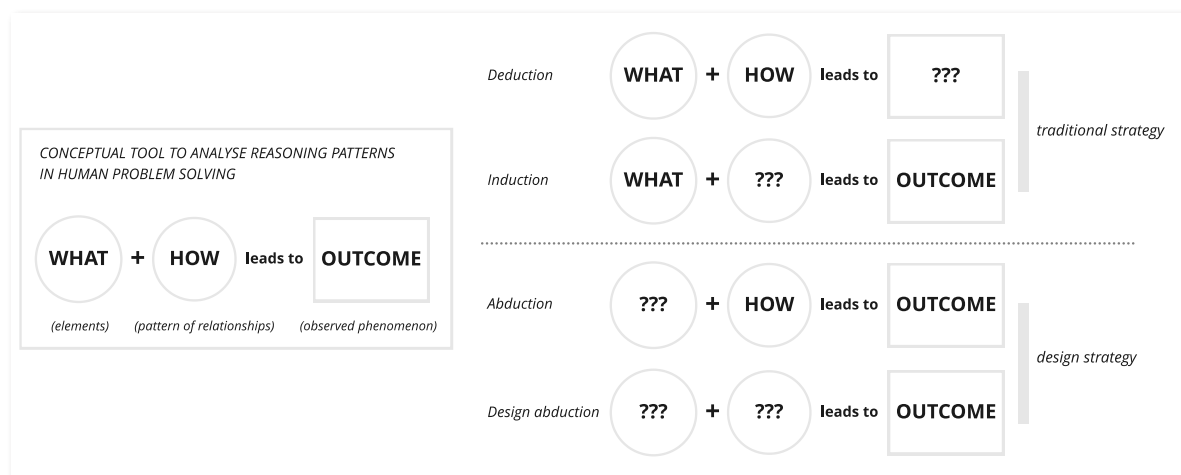 CONCEPTUAL TOOL TO ANALYSE REASONING PATTERNS
IN HUMAN PROBLEM SOLVING
WHAT + HOW leads to OUTCOME
(elements) (pattern of relationships) (observed phenomenon)
Deduction WHAT + HOW leads to ???
Induction WHAT + ??? leads to OUTCOME
traditional strategy
Abduction ??? + HOW leads to OUTCOME
Design abduction ??? + ??? leads to OUTCOME
design strategy